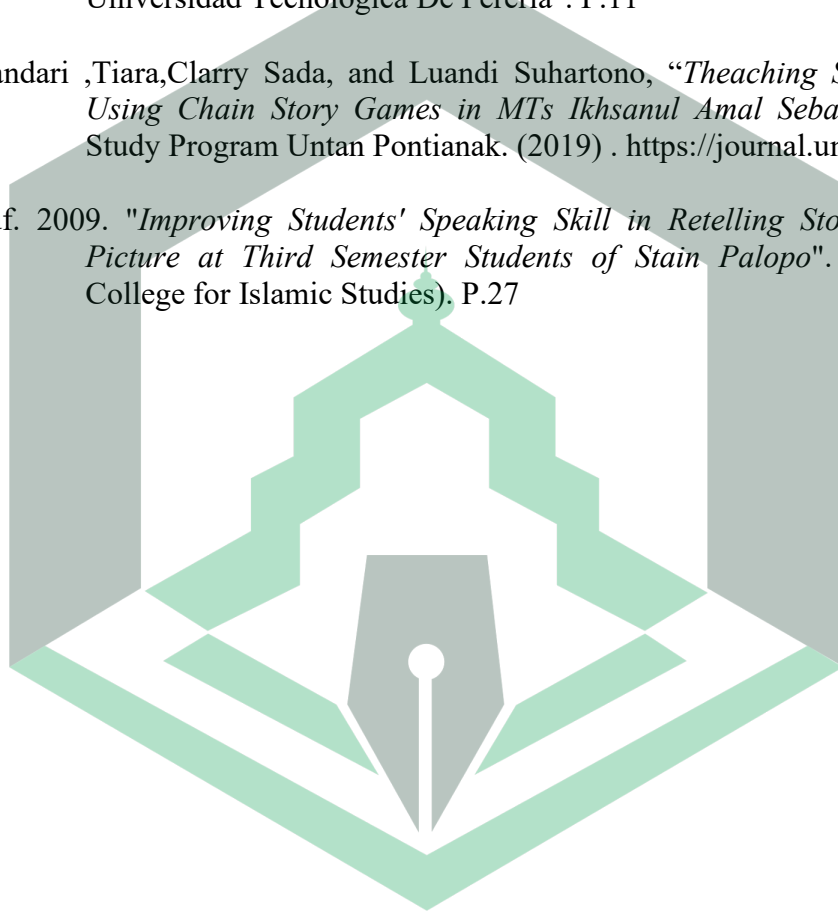 Universidad Tecnologica De Pereria". P.11
andari ,Tiara,Clarry Sada, and Luandi Suhartono, “Theaching S
Using Chain Story Games in MTs Ikhsanul Amal Seba
Study Program Untan Pontianak. (2019) . https://journal.un
f. 2009. "Improving Students' Speaking Skill in Retelling Sto
Picture at Third Semester Students of Stain Palopo".
College for Islamic Studies). P.27